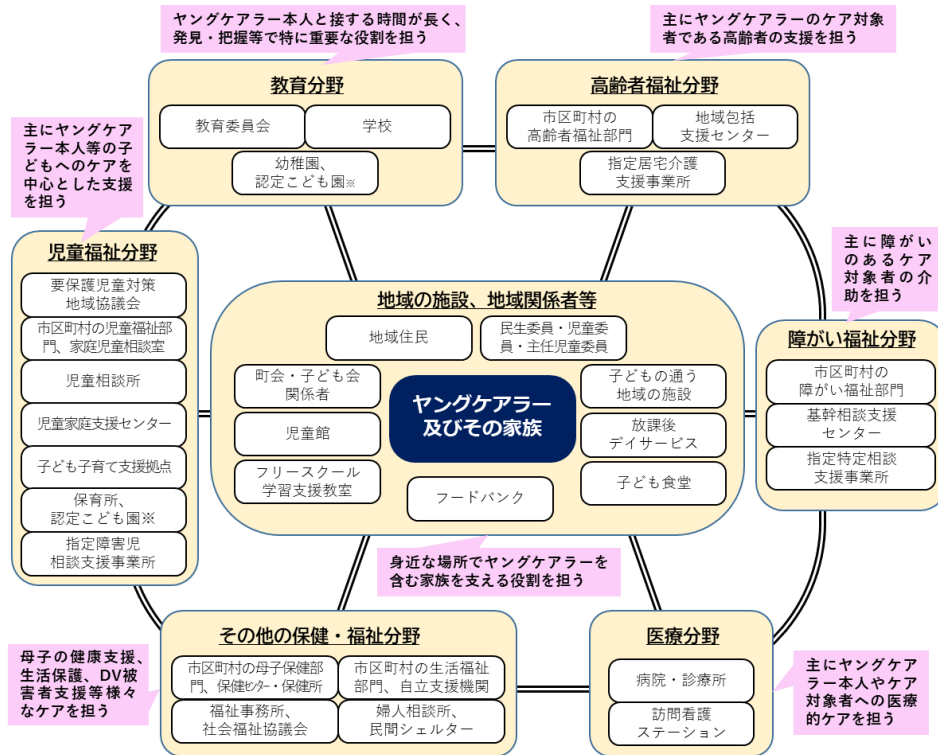 ヤングケアラー本人と接する時間が長く、
発見・把握等で特に重要な役割を担う
主にヤングケアラーのケア対象
者である高齢者の支援を担う
教育分野
教育委員会
学校
幼稚園、
認定こども園※
高齢者福祉分野
市区町村の
高齢者福祉部門
地域包括
支援センター
指定居宅介護
支援事業所
主にヤングケア
ラー本人等の子
どもへのケアを
中心とした支援
を担う
児童福祉分野
要保護児童対策
地域協議会
市区町村の児童福祉部
門、家庭児童相談室
児童相談所
児童家庭支援センター
子ども子育て支援拠点
保育所、
認定こども園※
指定障害児
相談支援事業所
地域の施設、地域関係者等
地域住民
民生委員・児童委
員・主任児童委員
町会・子ども会
関係者
児童館
フリースクール
学習支援教室
ヤングケアラー
及びその家族
フードバンク
子どもの通う
地域の施設
放課後
デイサービス
子ども食堂
主に障がい
のあるケア
対象者の介
助を担う
障がい福祉分野
市区町村の
障がい福祉部門
基幹相談支援
センター
指定特定相談
支援事業所
身近な場所でヤングケアラーを
含む家族を支える役割を担う
母子の健康支援、
生活保護、DV被
害者支援等様々
なケアを担う
その他の保健・福祉分野
市区町村の母子保健部
門、保健センター・保健所
市区町村の生活福祉
部門、自立支援機関
福祉事務所、
社会福祉協議会
婦人相談所、
民間シェルター
医療分野
病院・診療所
訪問看護
ステーション
主にヤングケア
ラー本人やケア
対象者への医療
的ケアを担う